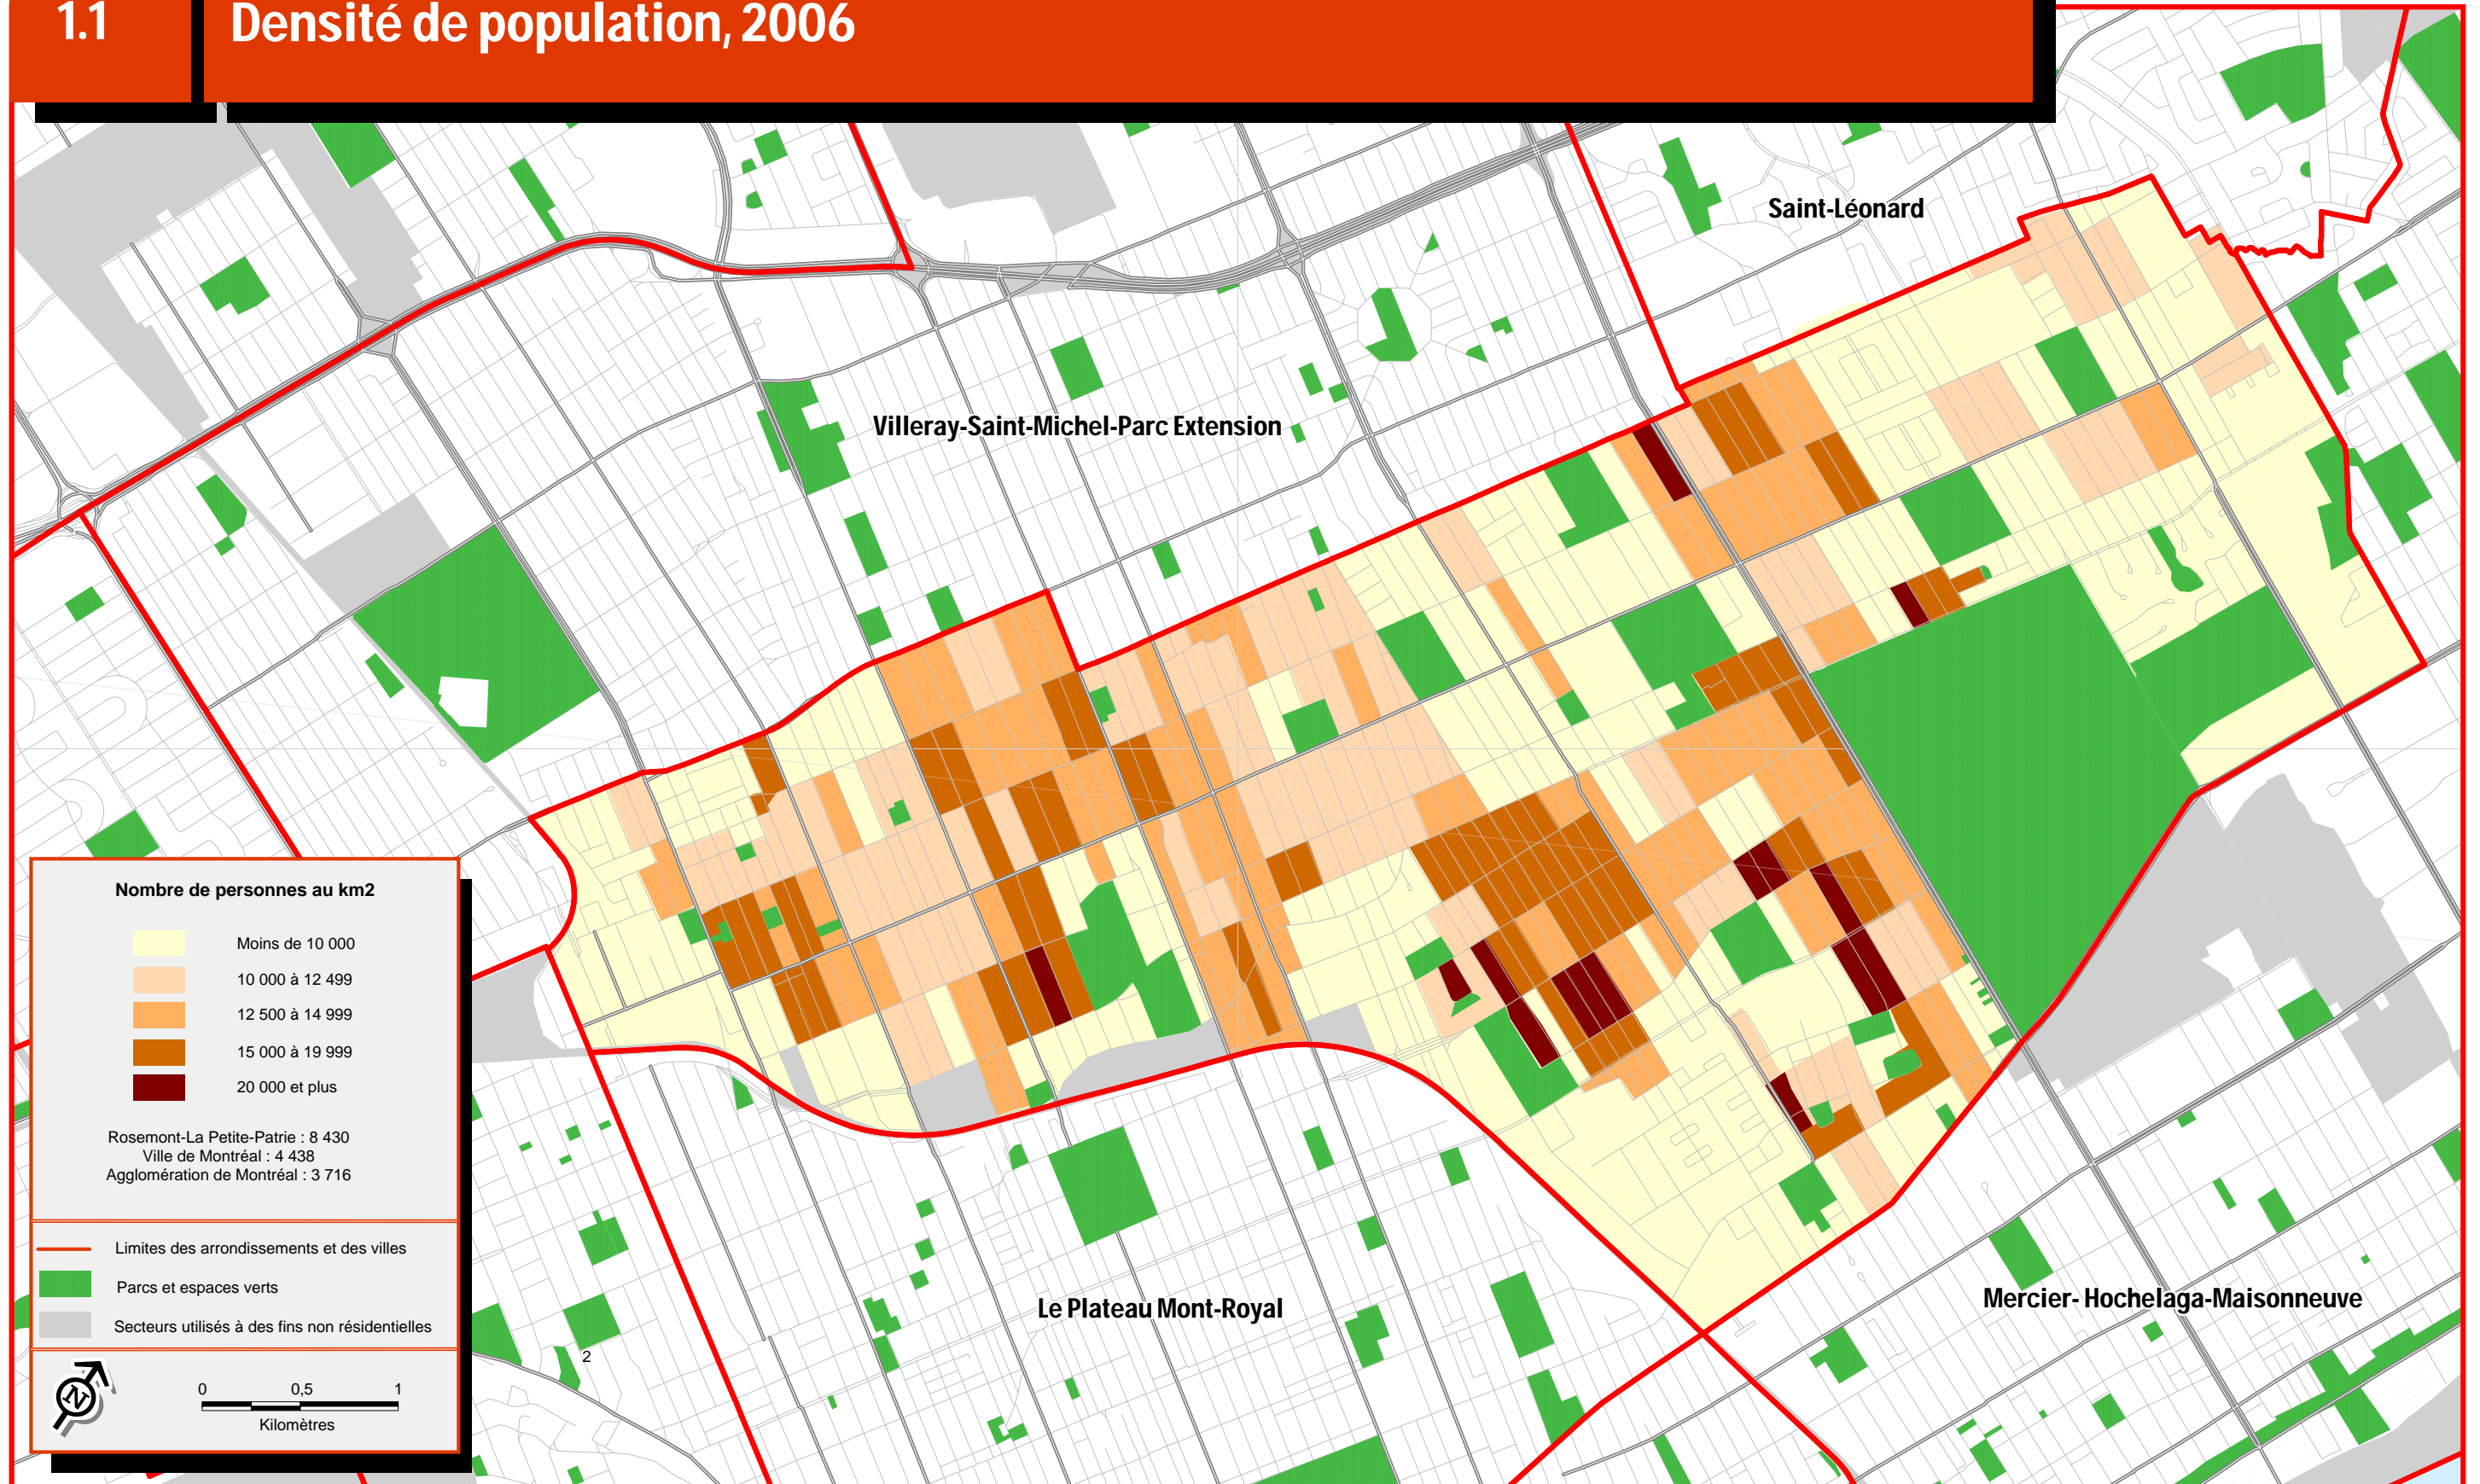 1.1
Densité de population, 2006
Saint-Léonard
Villeray-Saint-Michel-Parc Extension
Nombre de personnes au km2
Moins de 10 000
10 000 à 12 499
12 500 à 14 999
15 000 à 19 999
20 000 et plus
Rosemont-La Petite-Patrie : 8 430
Ville de Montréal : 4 438
Agglomération de Montréal : 3 716
Limites des arrondissements et des villes
Parcs et espaces verts
Secteurs utilisés à des fins non résidentielles
N
0 0,5 1
Kilomètres
2
Le Plateau Mont-Royal
Mercier- Hochelaga-Maisonneuve